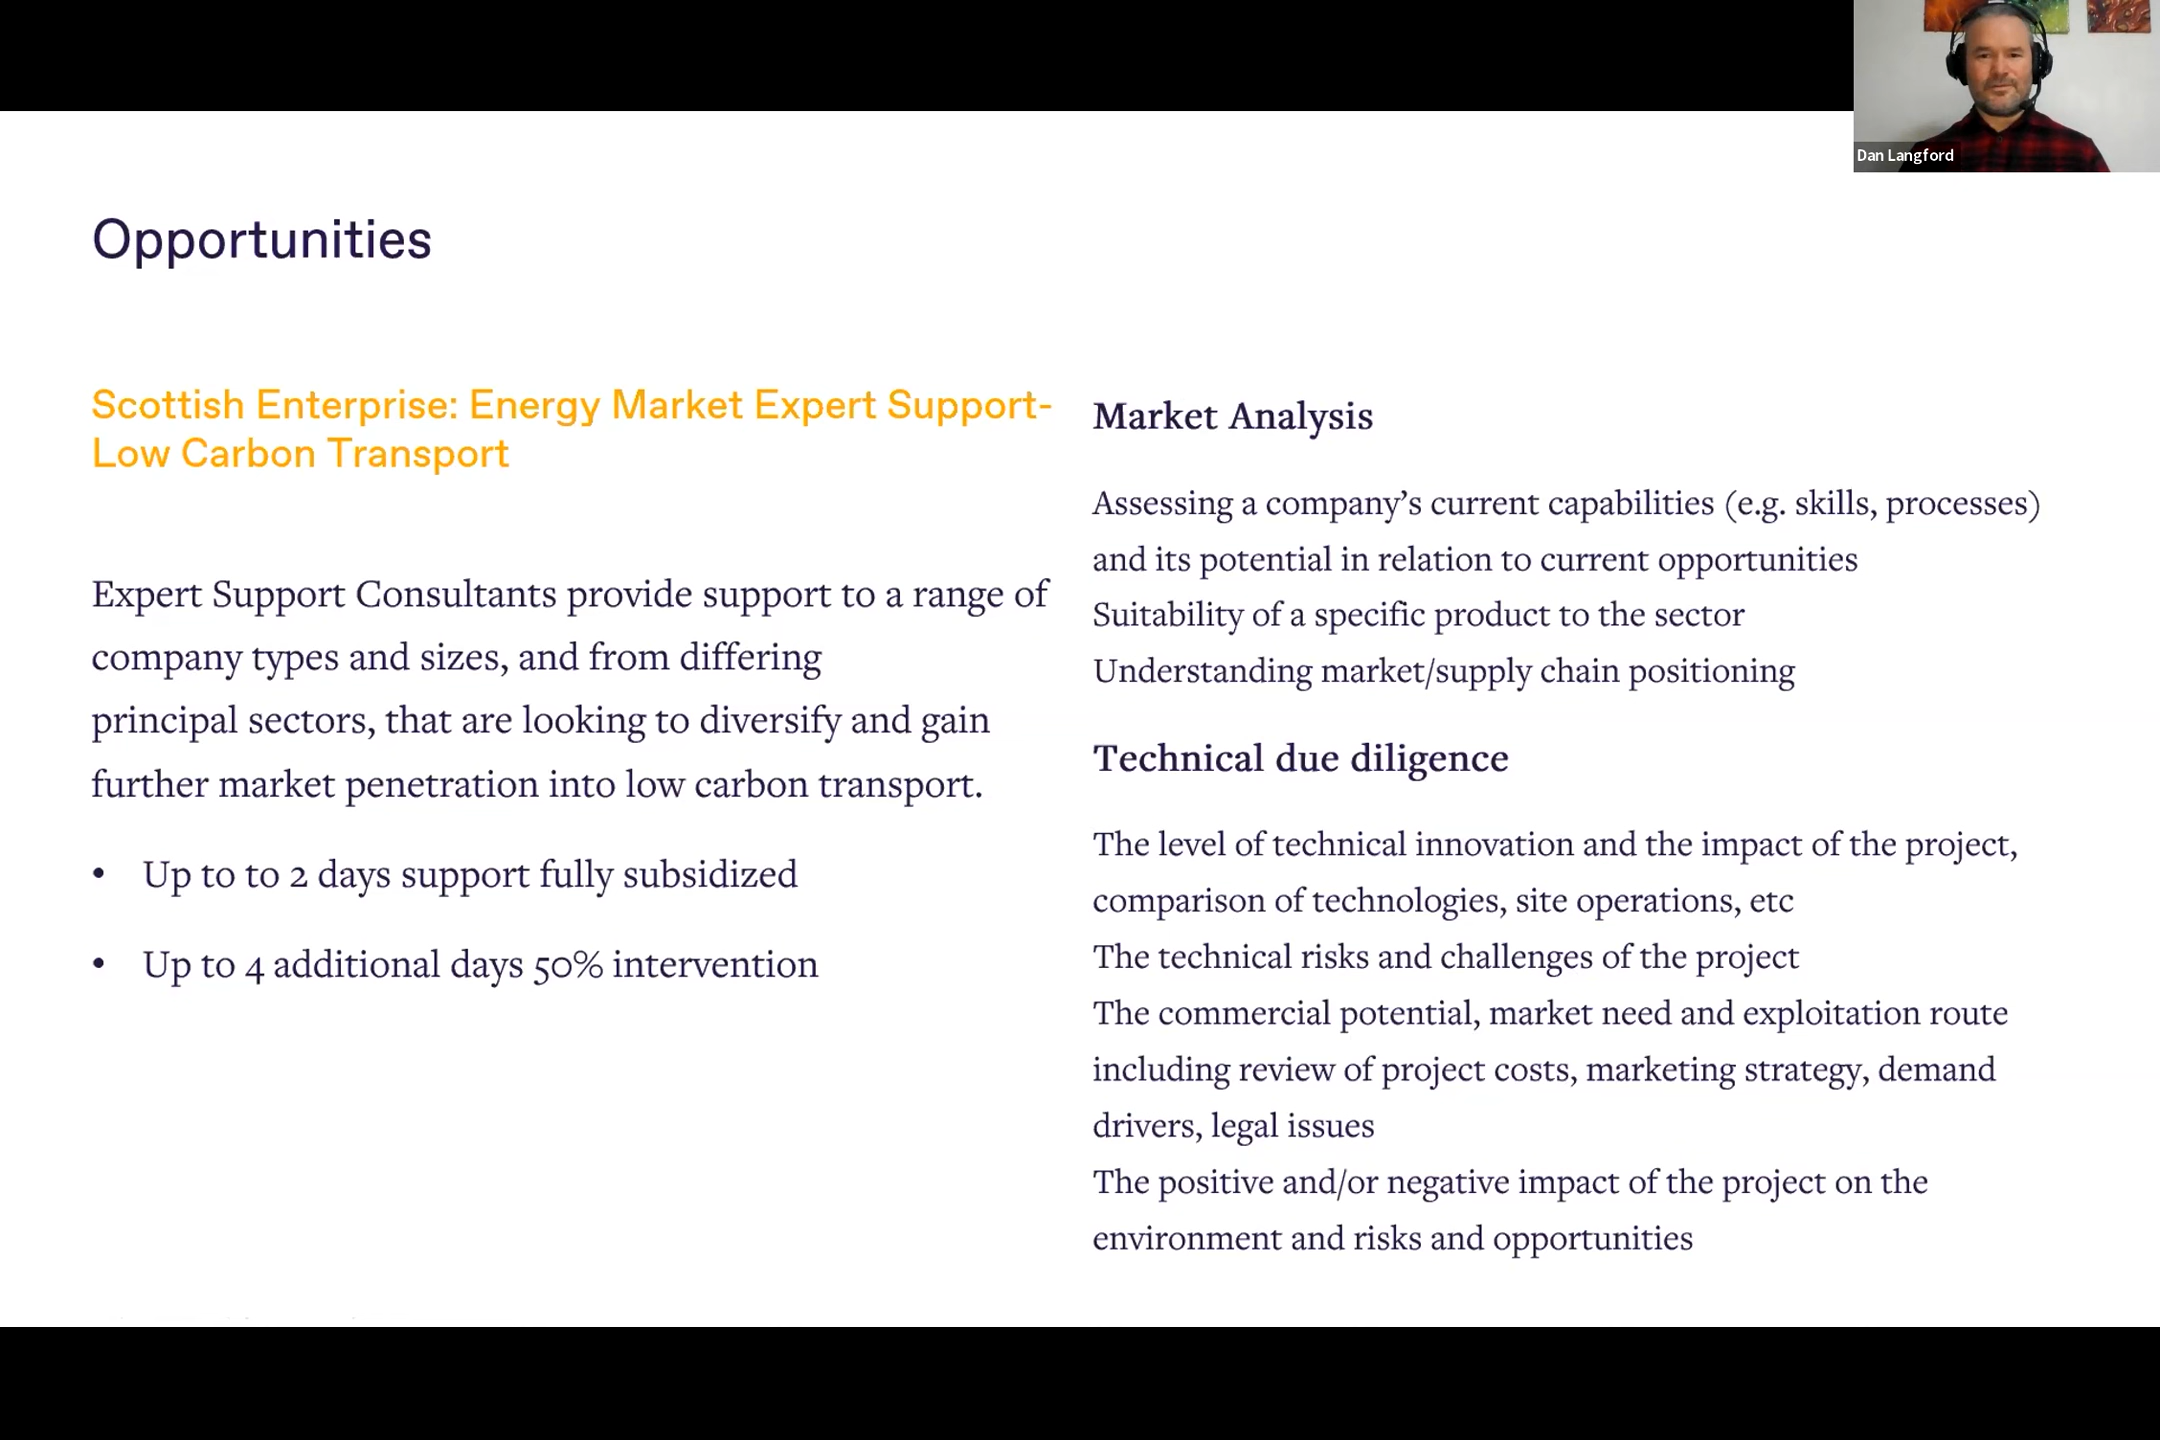 Dan Langford
Opportunities
Scottish Enterprise: Energy Market Expert Support-
Low Carbon Transport
Expert Support Consultants provide support to a range of
company types and sizes, and from differing
principal sectors, that are looking to diversify and gain
further market penetration into low carbon transport.
• Up to to 2 days support fully subsidized
• Up to 4 additional days 50% intervention
Market Analysis
Assessing a company’s current capabilities (e.g. skills, processes)
and its potential in relation to current opportunities
Suitability of a specific product to the sector
Understanding market/supply chain positioning
Technical due diligence
The level of technical innovation and the impact of the project,
comparison of technologies, site operations, etc
The technical risks and challenges of the project
The commercial potential, market need and exploitation route
including review of project costs, marketing strategy, demand
drivers, legal issues
The positive and/or negative impact of the project on the
environment and risks and opportunities